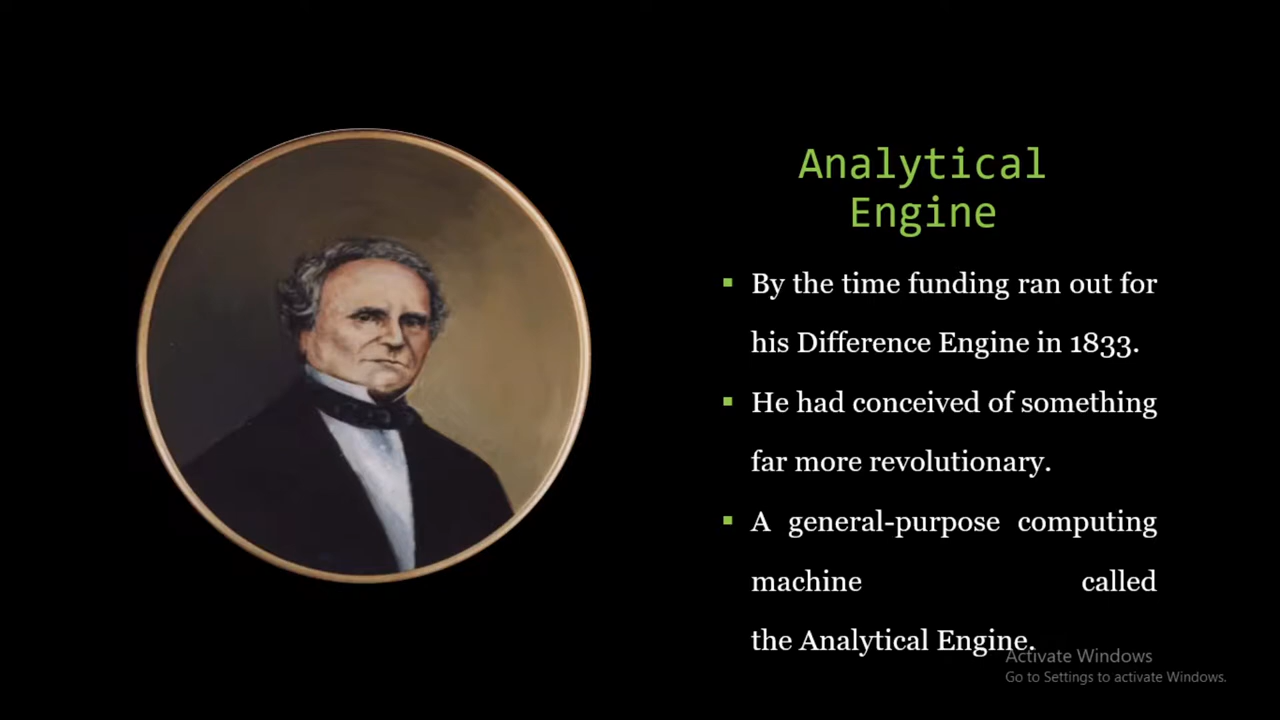 Analytical
Engine
▪ By the time funding ran out for
his Difference Engine in 1833.
▪ He had conceived of something
far more revolutionary.
▪ A general-purpose computing
machine called
the Analytical Engine.
Activate Windows
Go to Settings to activate Windows.